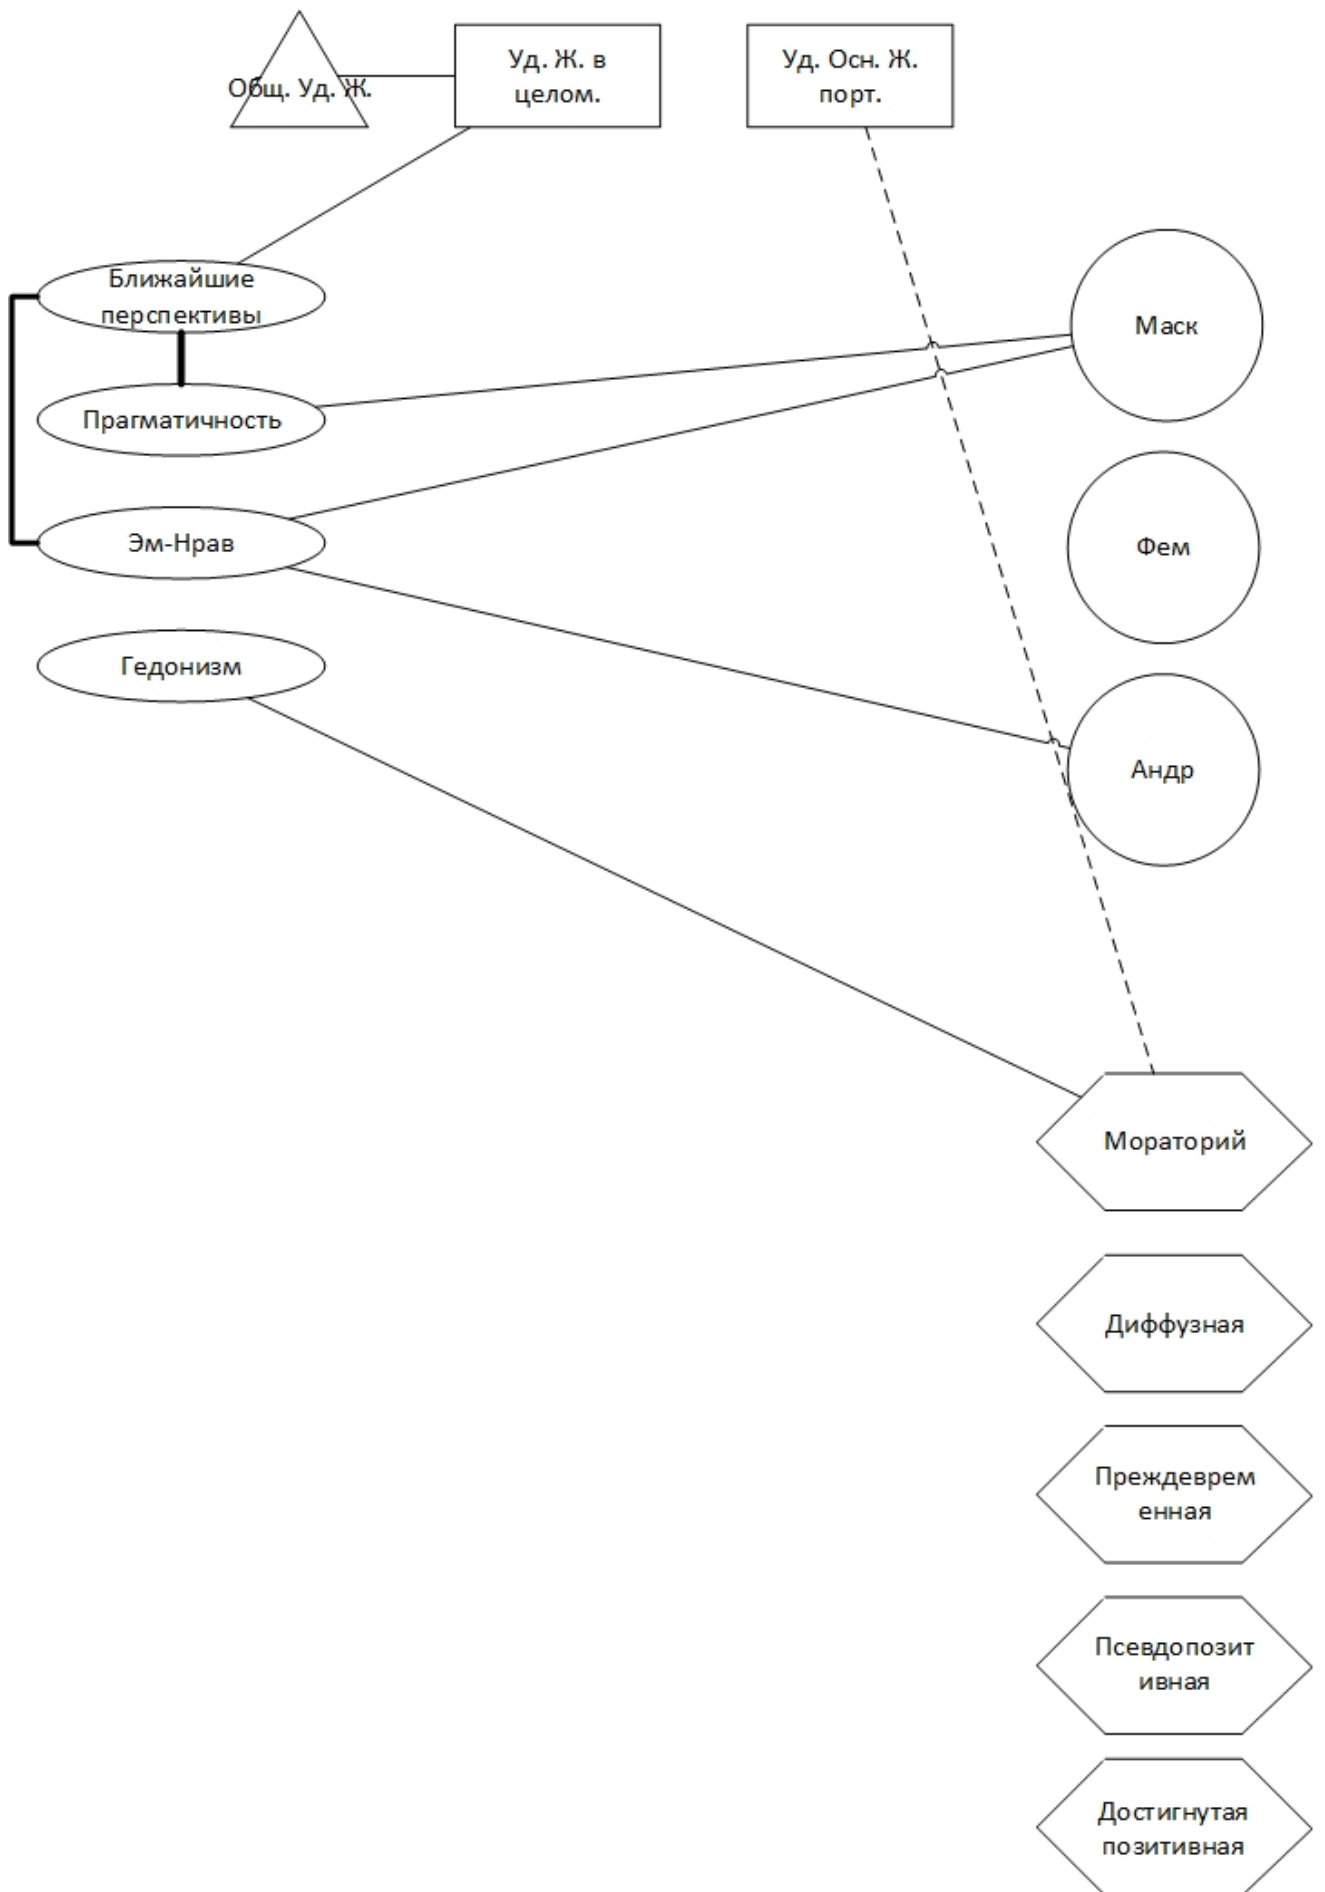 Общ. Уд. Ж.
Уд. Ж. в
целом.
Уд. Осн. Ж.
порт.
Ближайшие
перспективы
Маск
Прагматичность
Эм-Нрав
Фем
Гедонизм
Андр
Мораторий
Диффузная
Преждеврем
енная
Псевдопозит
ивная
Достигнутая
позитивная